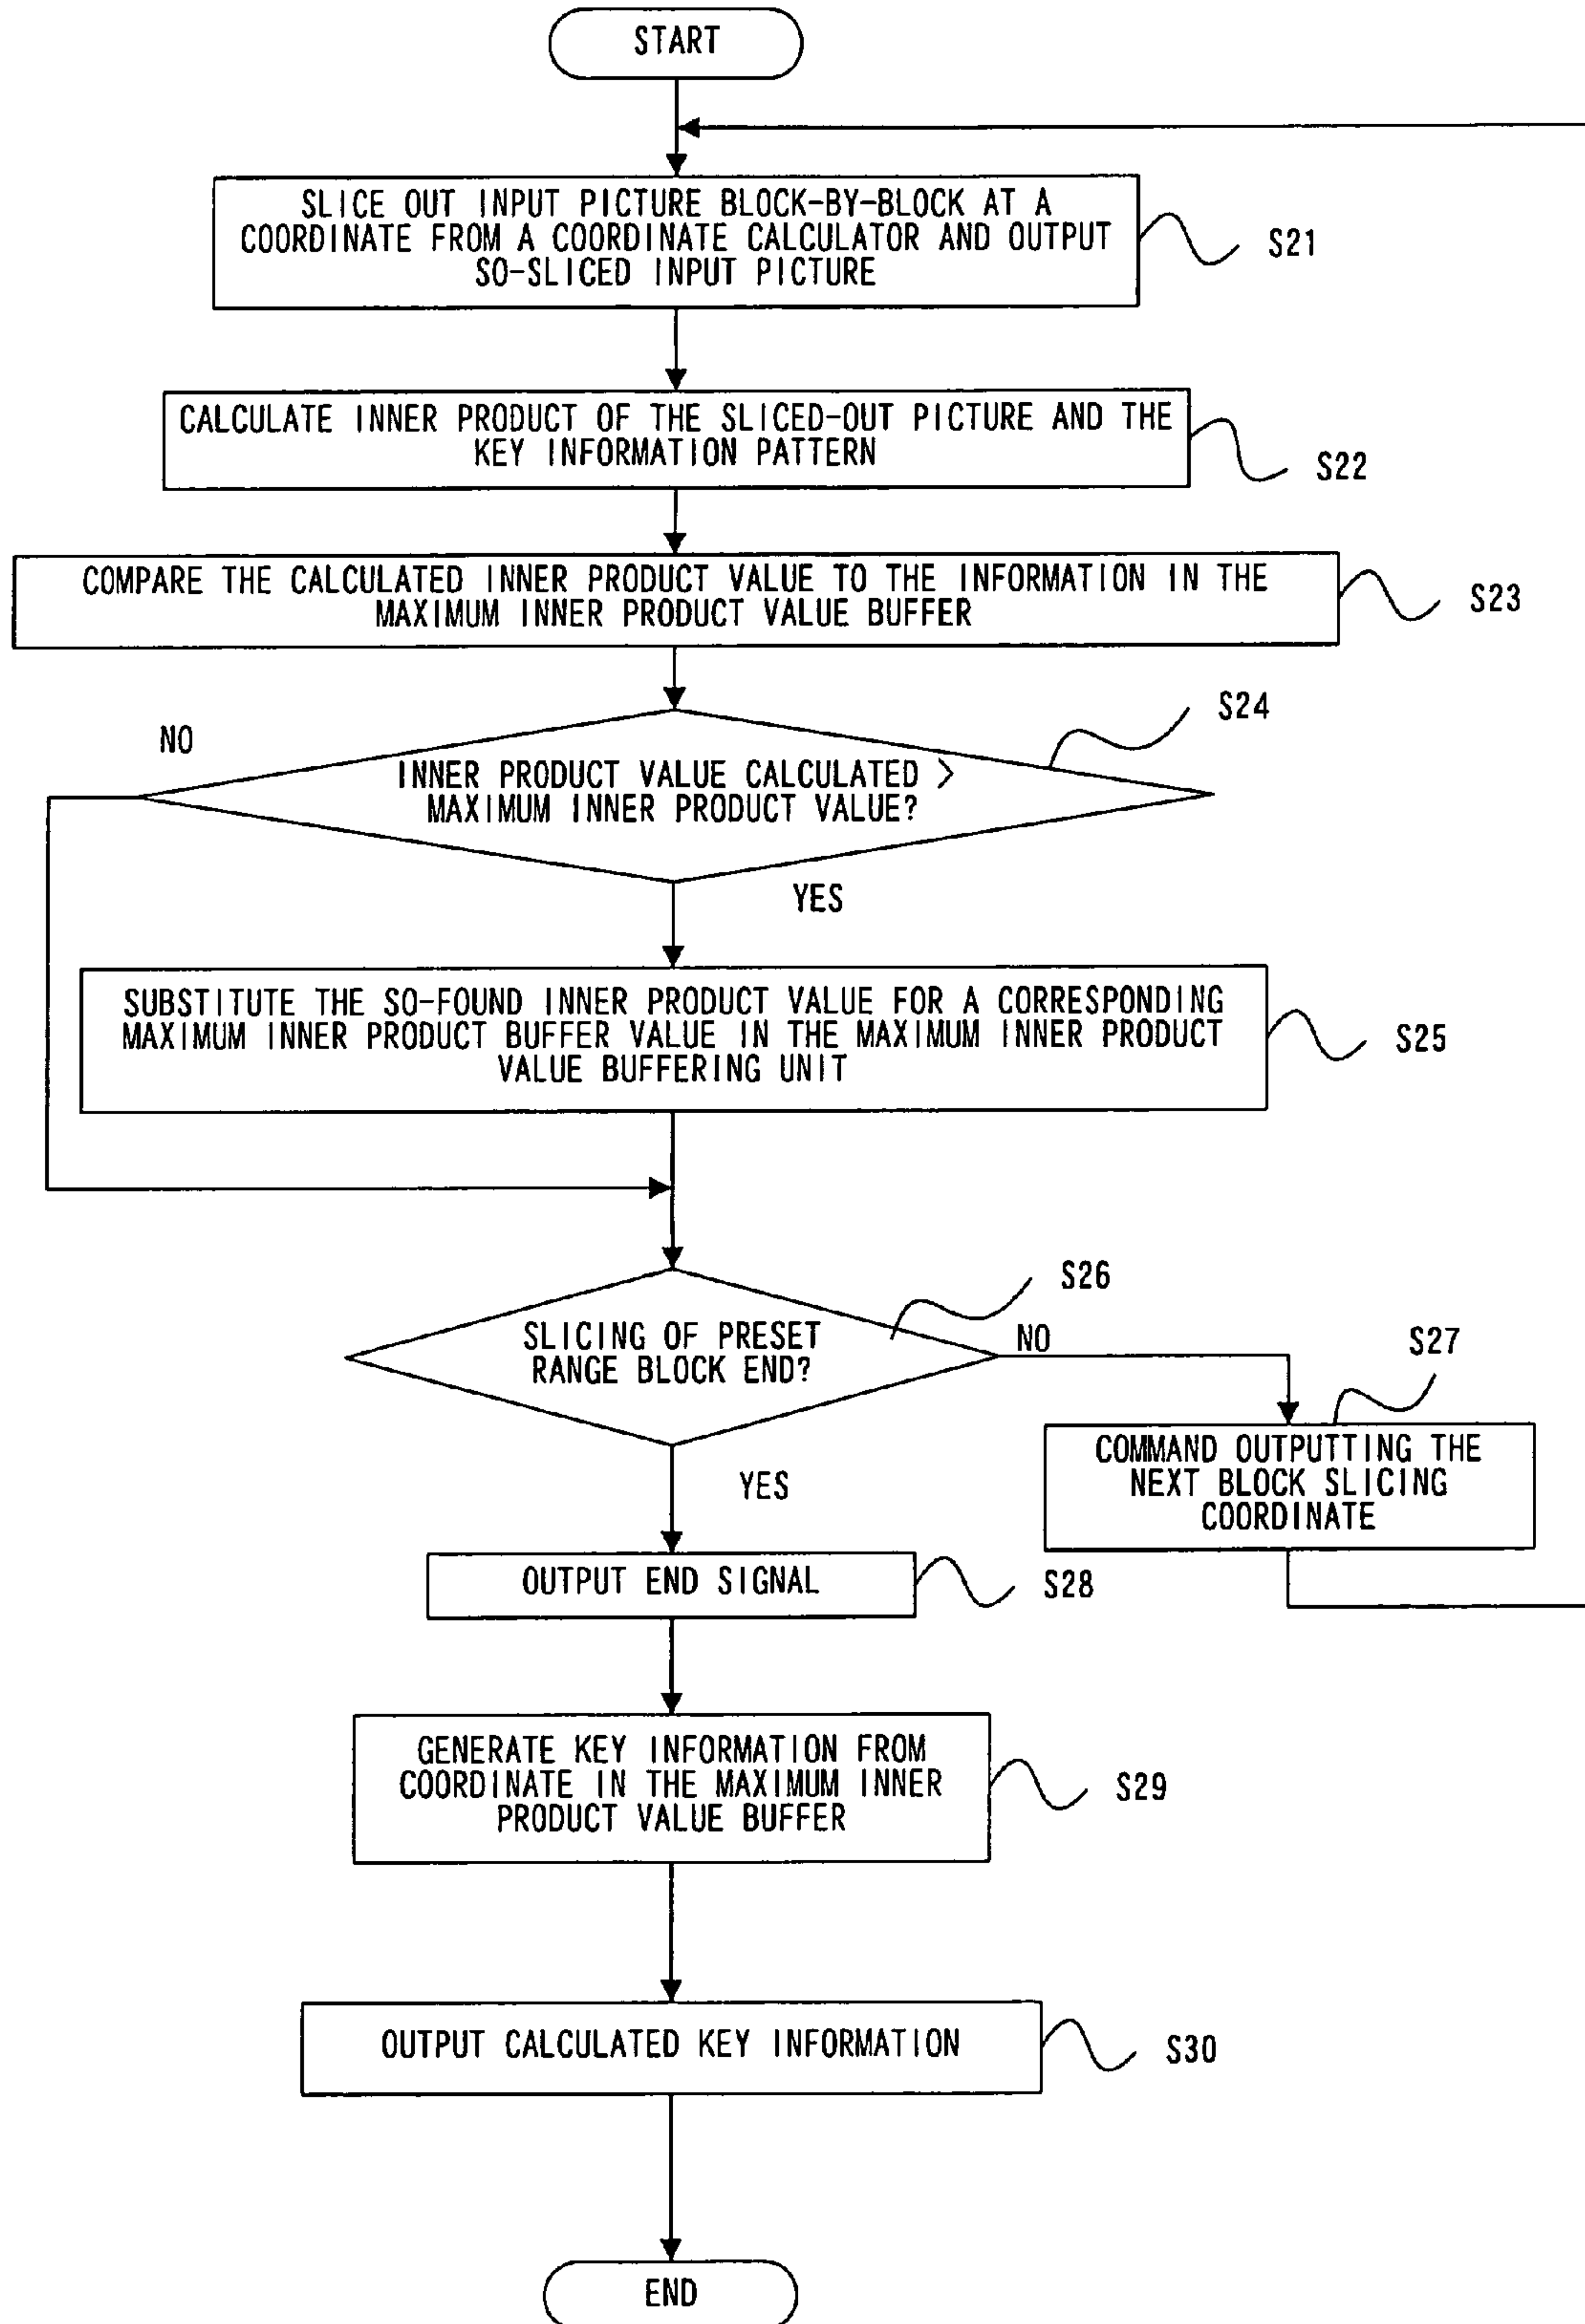 START
SLICE OUT INPUT PICTURE BLOCK-BY-BLOCK AT A
COORDINATE FROM A COORDINATE CALCULATOR AND OUTPUT
SO-SLICED INPUT PICTURE
S21
CALCULATE INNER PRODUCT OF THE SLICED-OUT PICTURE AND THE
KEY INFORMATION PATTERN
S22
COMPARE THE CALCULATED INNER PRODUCT VALUE TO THE INFORMATION IN THE
MAXIMUM INNER PRODUCT VALUE BUFFER
S23
S24
NO
INNER PRODUCT VALUE CALCULATED >
MAXIMUM INNER PRODUCT VALUE?
YES
SUBSTITUTE THE SO-FOUND INNER PRODUCT VALUE FOR A CORRESPONDING
MAXIMUM INNER PRODUCT BUFFER VALUE IN THE MAXIMUM INNER PRODUCT
VALUE BUFFERING UNIT
S25
S26
SLICING OF PRESET
RANGE BLOCK END?
NO
S27
COMMAND OUTPUTTING THE
NEXT BLOCK SLICING
COORDINATE
YES
OUTPUT END SIGNAL
S28
GENERATE KEY INFORMATION FROM
COORDINATE IN THE MAXIMUM INNER
PRODUCT VALUE BUFFER
S29
OUTPUT CALCULATED KEY INFORMATION
S30
END